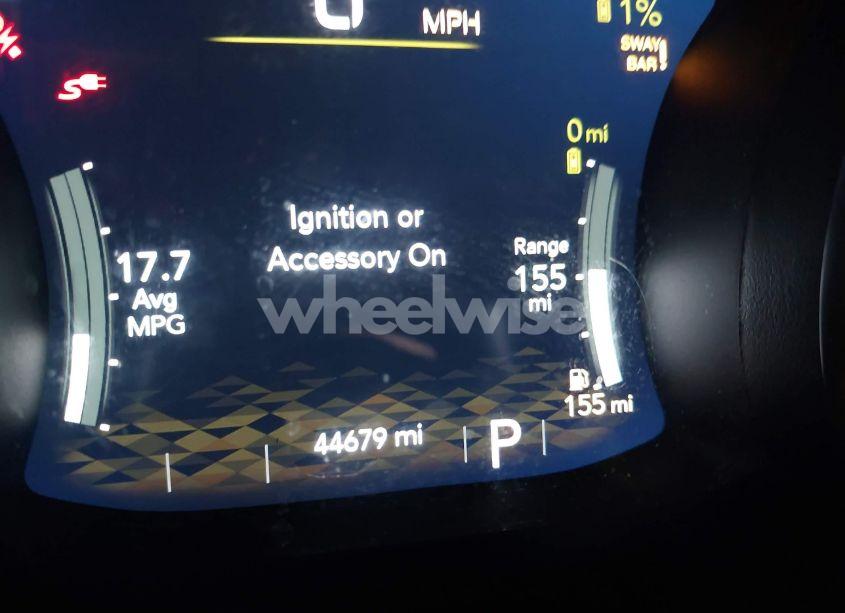 0
MPH
1%
SWAY
BAR!
0 mi
Ignition or
Accessory On
17.7
Avg
MPG
Range
155
mi
wheelwise
155 mi
44679 mi
P